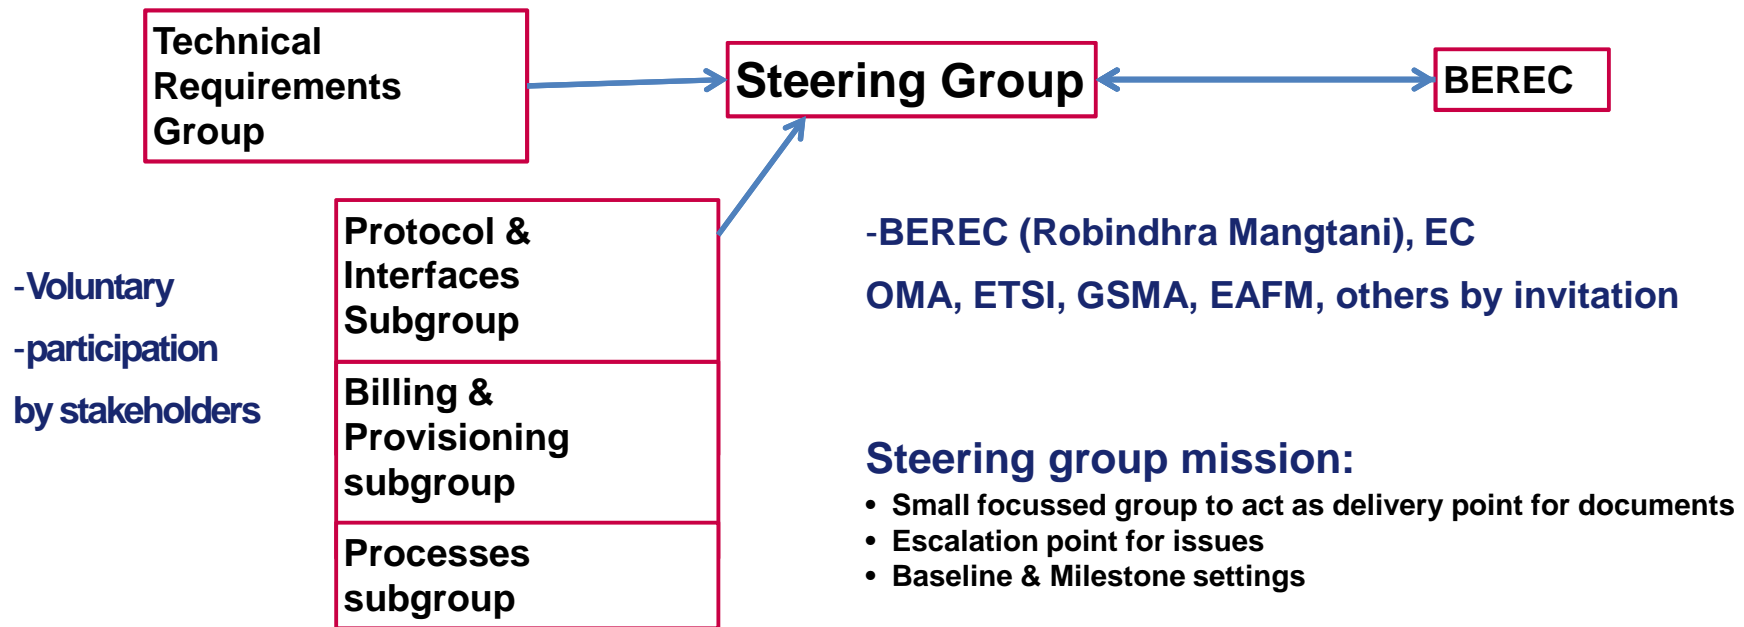 Technical
Requirements
Group
Steering Group
BEREC
-Voluntary
-participation
by stakeholders
Protocol &
Interfaces
Subgroup
Billing &
Provisioning
subgroup
Processes
subgroup
-BEREC (Robindhra Mangtani), EC
OMA, ETSI, GSMA, EAFM, others by invitation
Steering group mission:
• Small focussed group to act as delivery point for documents
• Escalation point for issues
• Baseline & Milestone settings